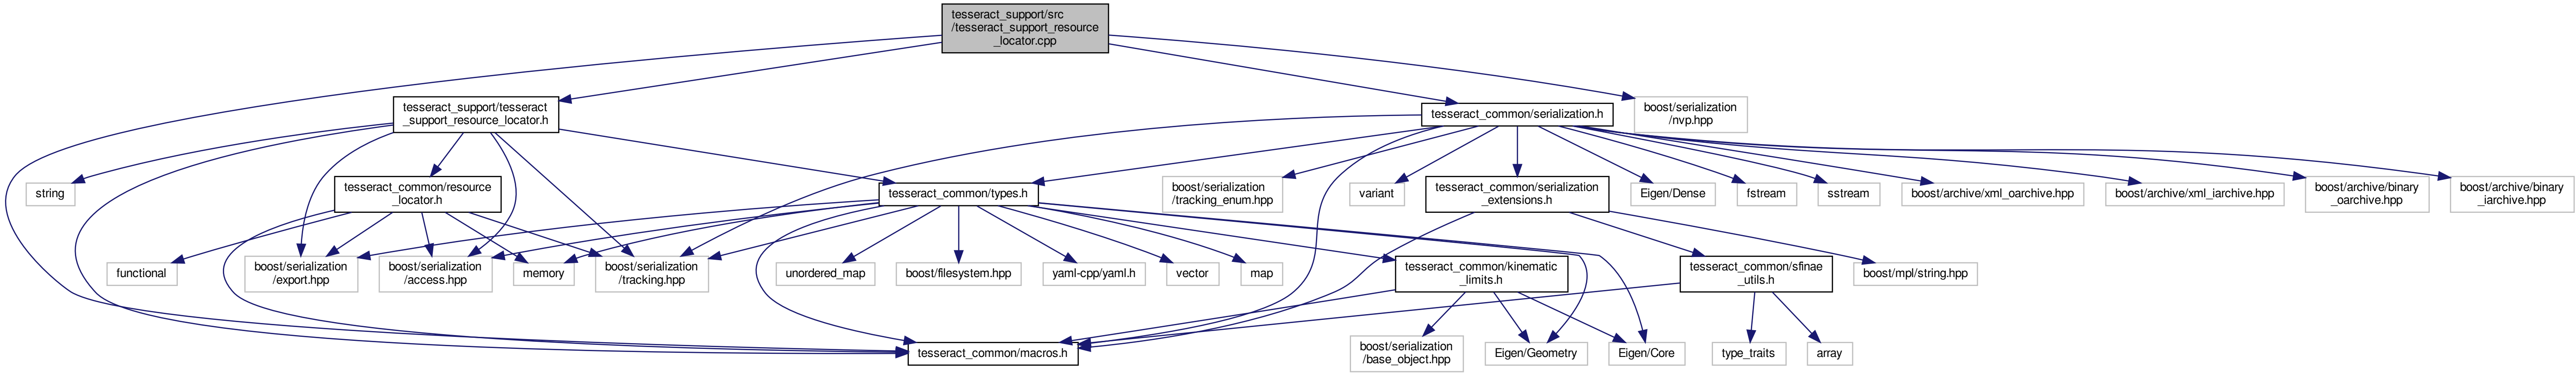 tesseract_support/src
/tesseract_support_resource
_locator.cpp
tesseract_support/tesseract
_support_resource_locator.h
tesseract_common/serialization.h
boost/serialization
/nvp.hpp
string
tesseract_common/resource
_locator.h
tesseract_common/types.h
boost/serialization
/tracking_enum.hpp
variant
tesseract_common/serialization
_extensions.h
Eigen/Dense
fstream
sstream
boost/archive/xml_oarchive.hpp
boost/archive/xml_iarchive.hpp
boost/archive/binary
_oarchive.hpp
boost/archive/binary
_iarchive.hpp
functional
boost/serialization
/export.hpp
boost/serialization
/access.hpp
memory
boost/serialization
/tracking.hpp
unordered_map
boost/filesystem.hpp
yaml-cpp/yaml.h
vector
map
tesseract_common/kinematic
_limits.h
tesseract_common/sfinae
_utils.h
boost/mpl/string.hpp
tesseract_common/macros.h
boost/serialization
/base_object.hpp
Eigen/Geometry
Eigen/Core
type_traits
array